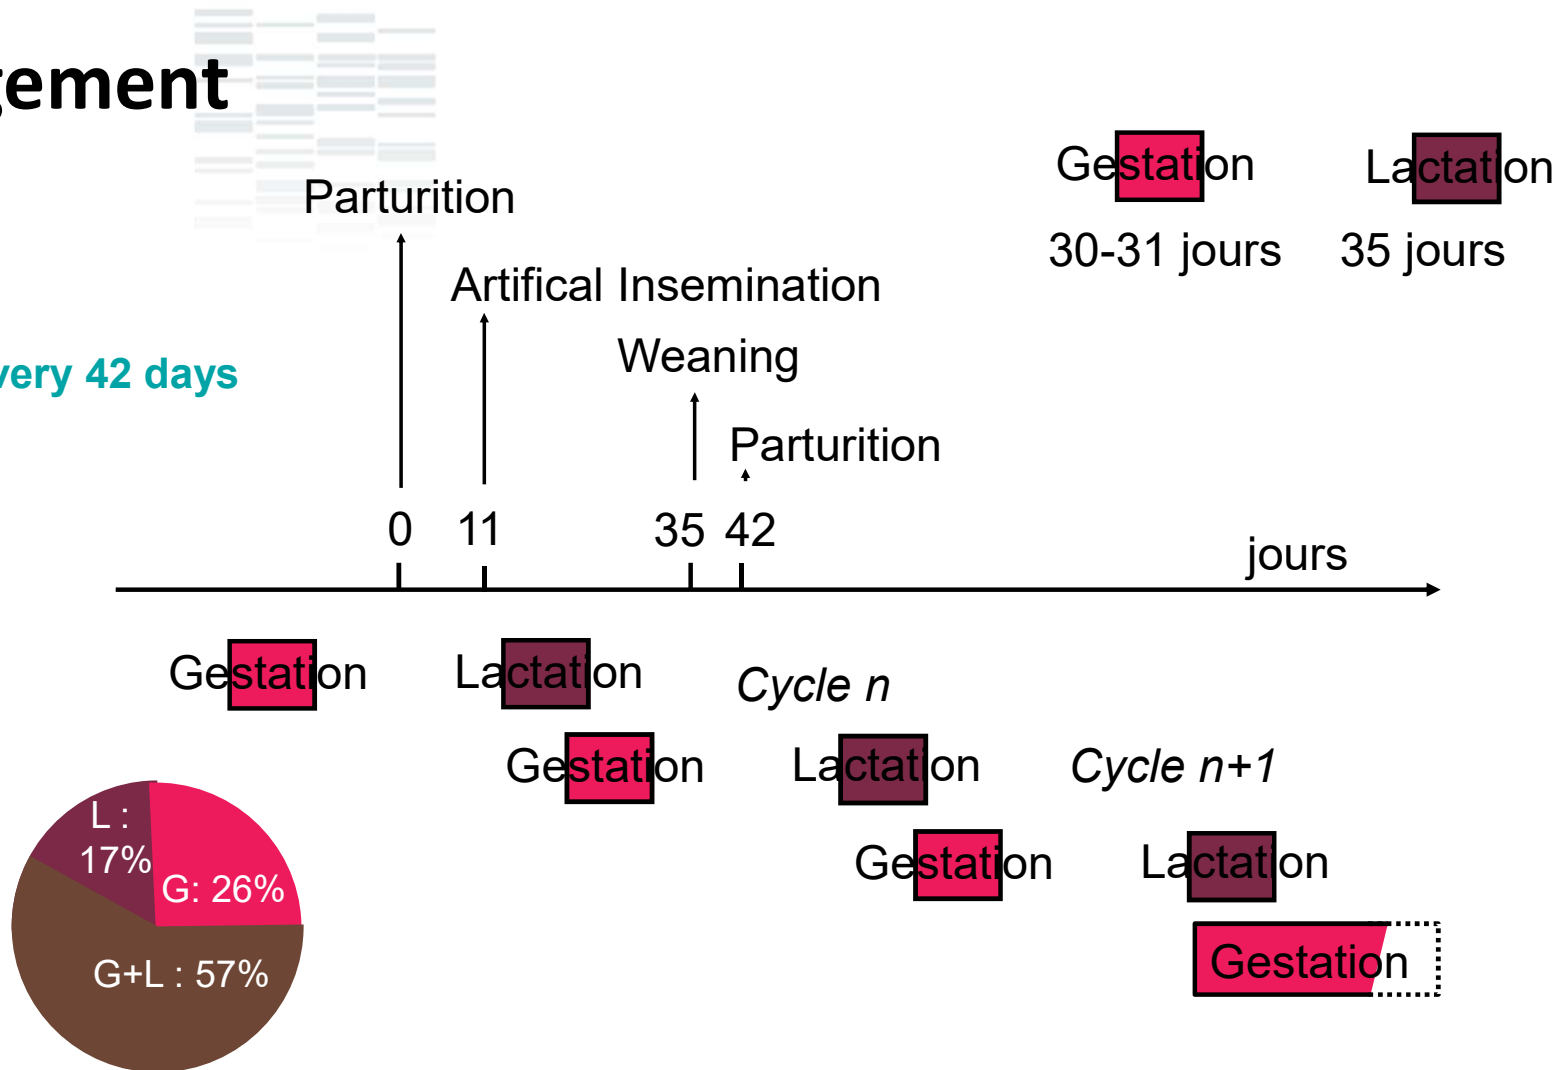 gement
Gestation
Lactation
30-31 jours
35 jours
Parturition
Artifical Insemination
Weaning
very 42 days
Parturition
0
11
35
42
jours
Gestation
Lactation
Cycle n
Gestation
Lactation
Cycle n+1
Gestation
Lactation
Gestation
L :
17%
G: 26%
G+L : 57%